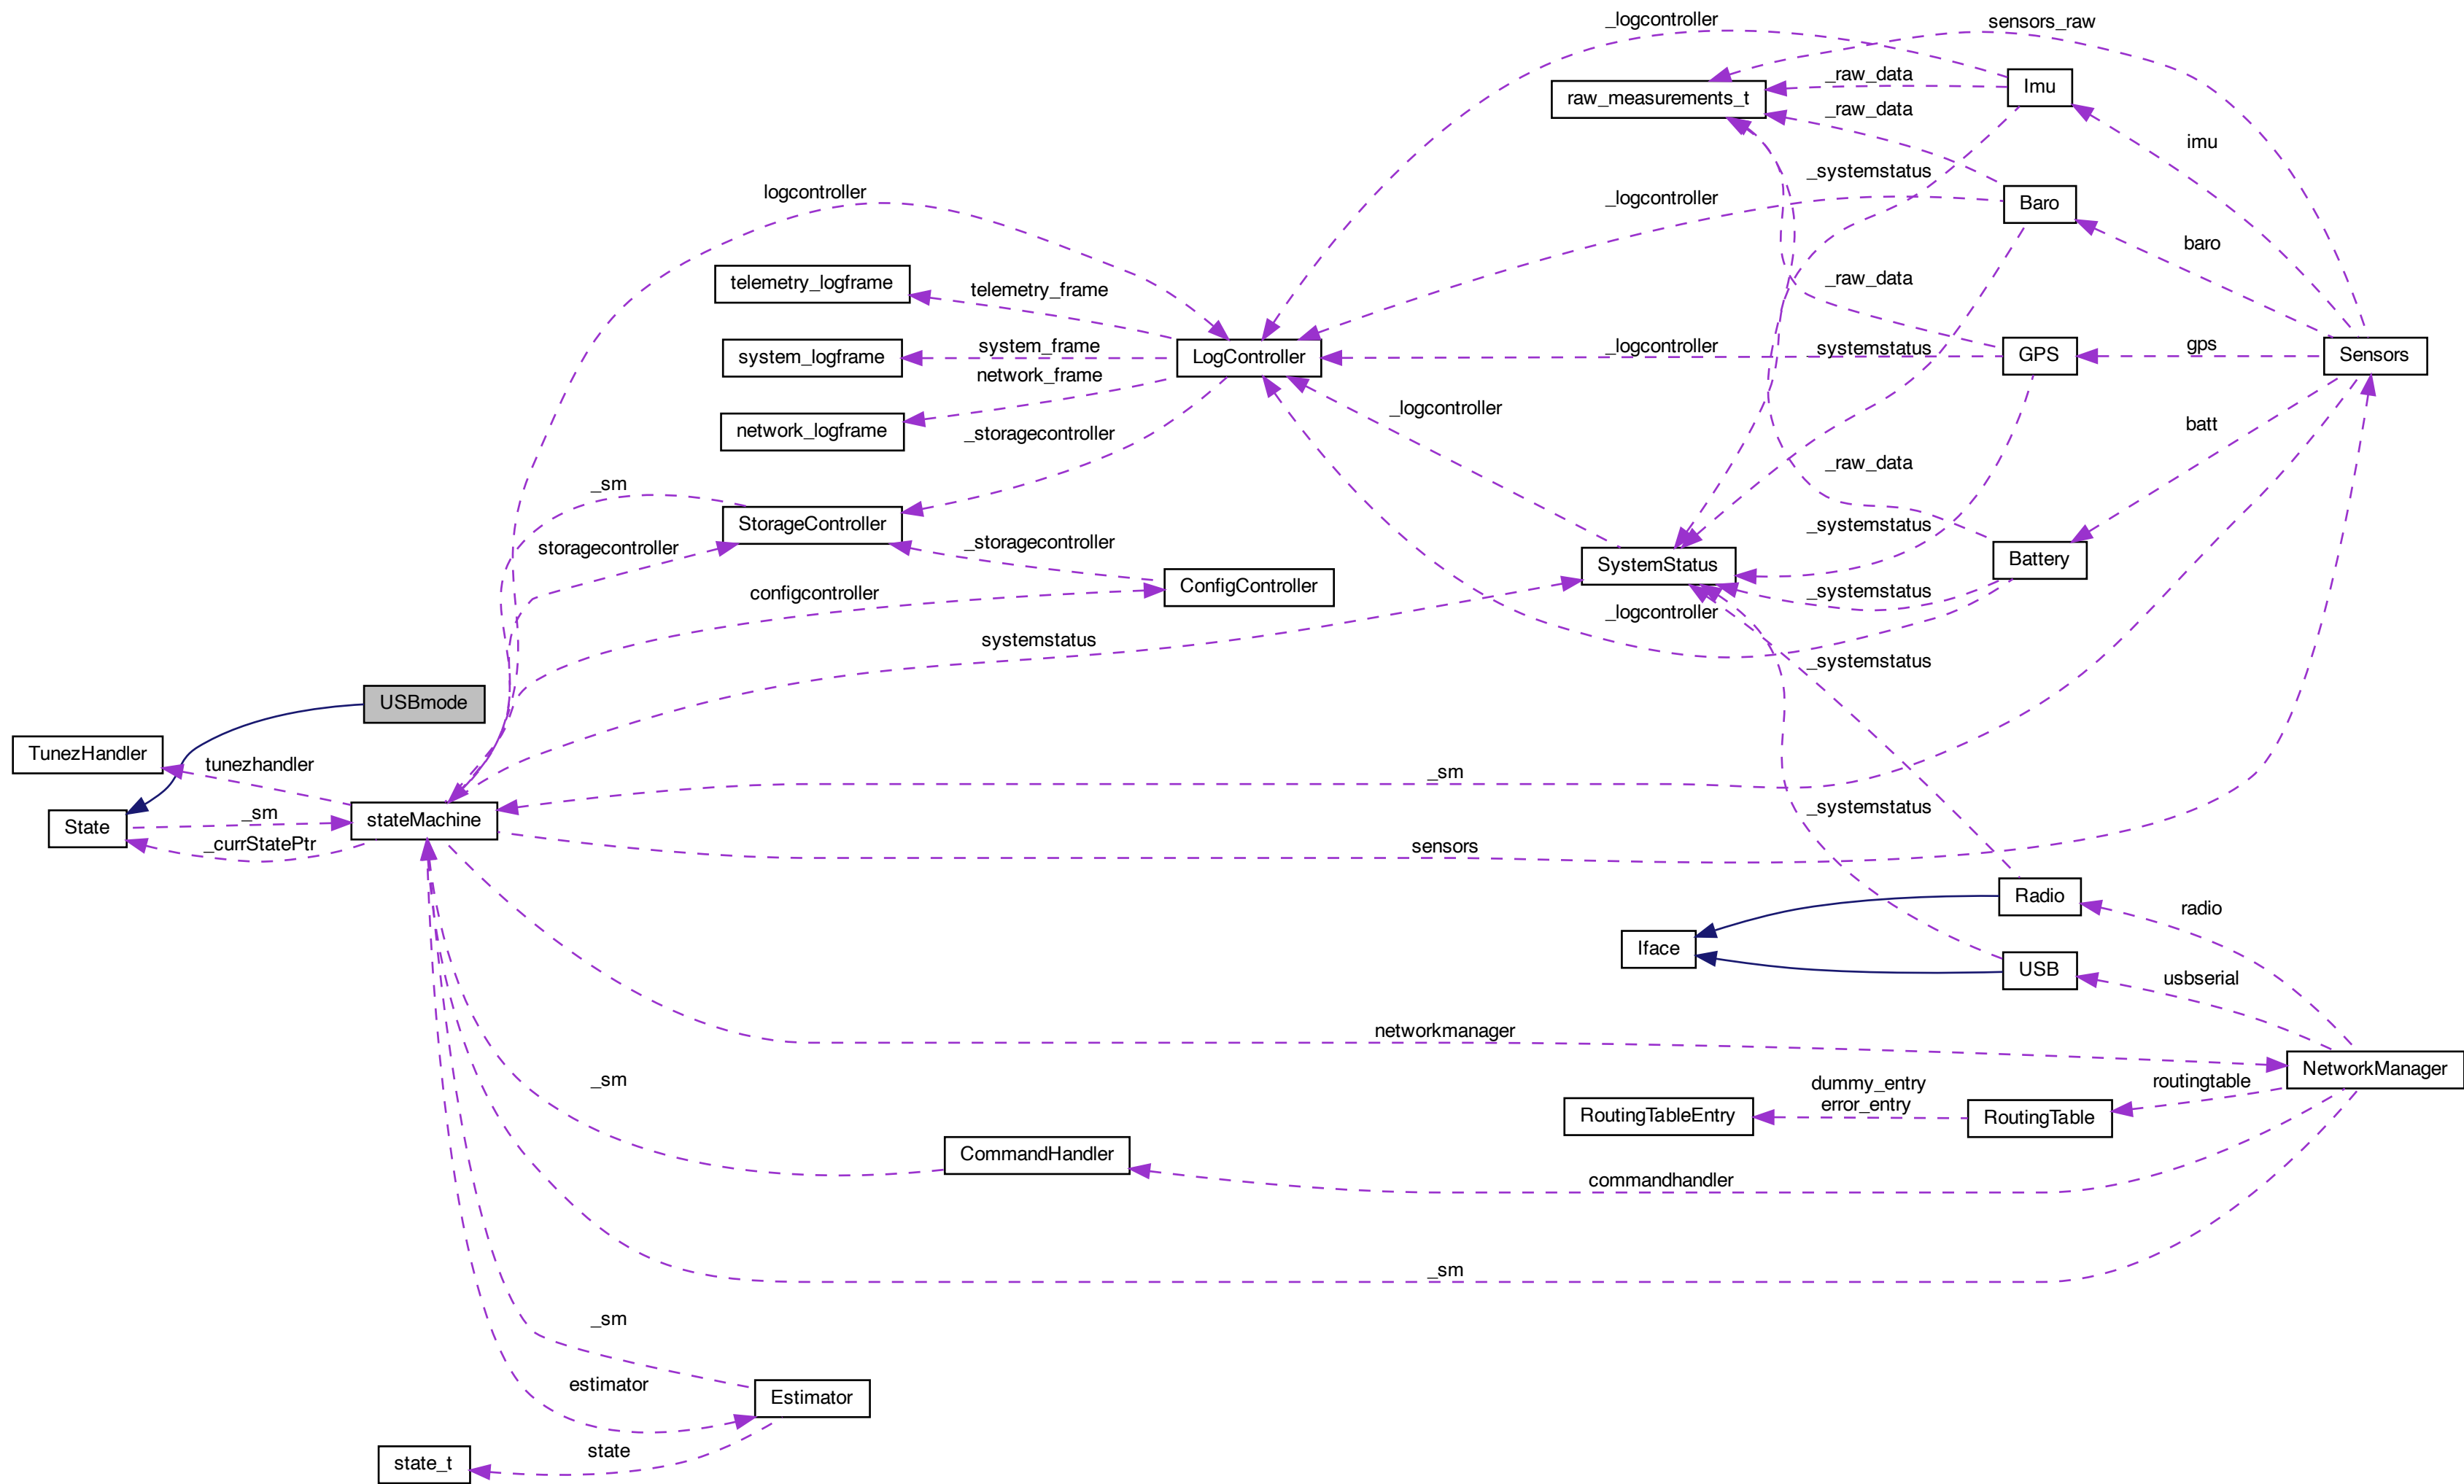 _logcontroller
sensors_raw
_raw_data
Imu
raw_measurements_t
_raw_data
imu
_systemstatus
logcontroller
_logcontroller
Baro
baro
telemetry_logframe
telemetry_frame
_raw_data
system_logframe
system_frame
LogController
_logcontroller
_systemstatus
GPS
gps
Sensors
network_frame
network_logframe
_storagecontroller
_logcontroller
batt
_raw_data
_sm
StorageController
_systemstatus
storagecontroller
_storagecontroller
SystemStatus
Battery
configcontroller
ConfigController
_systemstatus
_logcontroller
systemstatus
_systemstatus
USBmode
TunezHandler
tunezhandler
_sm
_systemstatus
State
_sm
stateMachine
_currStatePtr
sensors
Radio
radio
Iface
USB
usbserial
networkmanager
NetworkManager
_sm
dummy_entry
error_entry
routingtable
RoutingTableEntry
RoutingTable
CommandHandler
commandhandler
_sm
_sm
estimator
Estimator
state
state_t